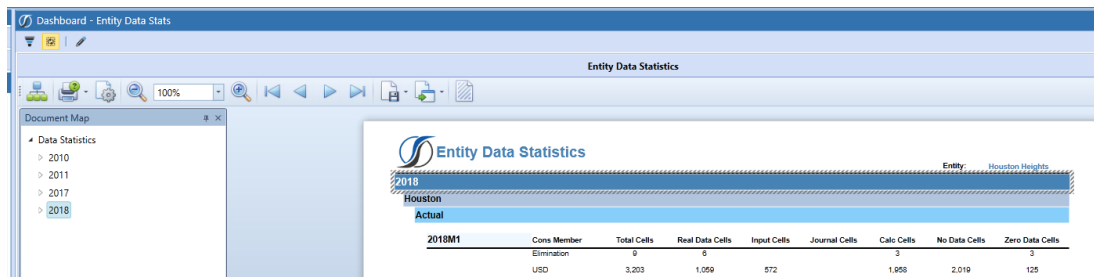 Dashboard - Entity Data Stats
Entity Data Statistics
100%
Document Map
Data Statistics
2010
2011
2017
2018
Entity Data Statistics
Entity: Houston Heights
2018
Houston
Actual
2018M1 Cons Member Total Cells Real Data Cells Input Cells Journal Cells Calc Cells No Data Cells Zero Data Cells
Elimination 9 6 3 3
USD 3,203 1,059 572 1,958 2,019 125